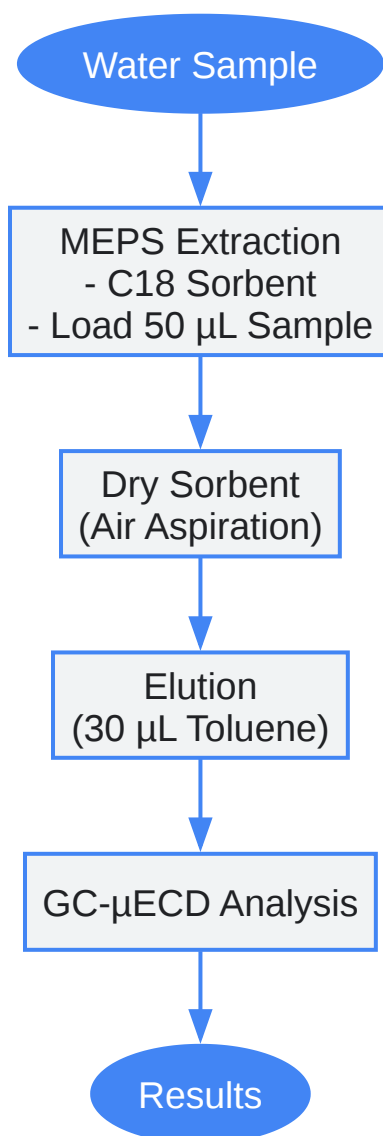 Water Sample
MEPS Extraction
- C18 Sorbent
- Load 50 µL Sample
Dry Sorbent
(Air Aspiration)
Elution
(30 µL Toluene)
GC-µECD Analysis
Results